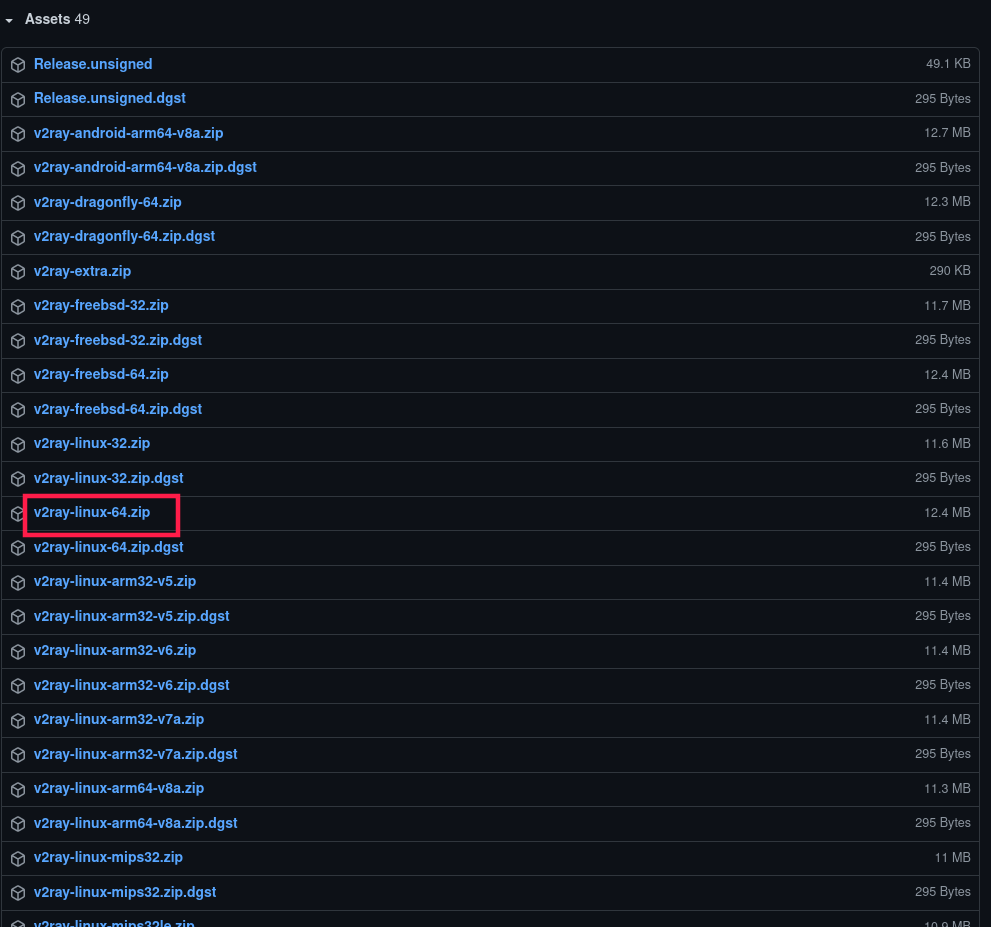 Assets 49
Release.unsigned 49.1 KB
Release.unsigned.dgst 295 Bytes
v2ray-android-arm64-v8a.zip 12.7 MB
v2ray-android-arm64-v8a.zip.dgst 295 Bytes
v2ray-dragonfly-64.zip 12.3 MB
v2ray-dragonfly-64.zip.dgst 295 Bytes
v2ray-extra.zip 290 KB
v2ray-freebsd-32.zip 11.7 MB
v2ray-freebsd-32.zip.dgst 295 Bytes
v2ray-freebsd-64.zip 12.4 MB
v2ray-freebsd-64.zip.dgst 295 Bytes
v2ray-linux-32.zip 11.6 MB
v2ray-linux-32.zip.dgst 295 Bytes
v2ray-linux-64.zip 12.4 MB
v2ray-linux-64.zip.dgst 295 Bytes
v2ray-linux-arm32-v5.zip 11.4 MB
v2ray-linux-arm32-v5.zip.dgst 295 Bytes
v2ray-linux-arm32-v6.zip 11.4 MB
v2ray-linux-arm32-v6.zip.dgst 295 Bytes
v2ray-linux-arm32-v7a.zip 11.4 MB
v2ray-linux-arm32-v7a.zip.dgst 295 Bytes
v2ray-linux-arm64-v8a.zip 11.3 MB
v2ray-linux-arm64-v8a.zip.dgst 295 Bytes
v2ray-linux-mips32.zip 11 MB
v2ray-linux-mips32.zip.dgst 295 Bytes
v2ray-linux-mips32le.zip 10.9 MB